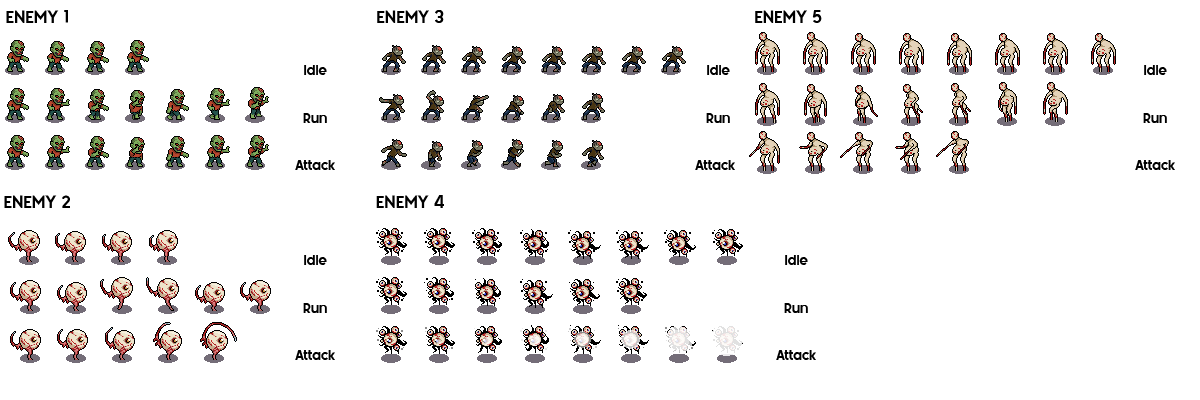 ENEMY 1
Idle
Run
Attack
ENEMY 2
Idle
Run
Attack
ENEMY 3
Idle
Run
Attack
ENEMY 4
Idle
Run
Attack
ENEMY 5
Idle
Run
Attack